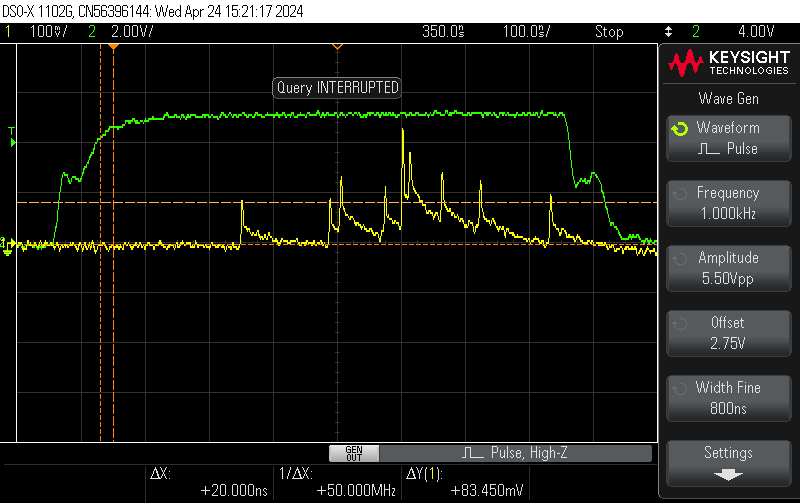 DSO-X 1102G, CN56396144: Wed Apr 24 15:21:17 2024
1 100mV/ 2 2.00V/ 350.0ns 100.0ns/ Stop 2 4.00V
KEYSIGHT
TECHNOLOGIES
Wave Gen
Query INTERRUPTED
Waveform
Pulse
T
Frequency
1.000kHz
Amplitude
5.50Vpp
Offset
2.75V
Width Fine
800ns
GEN
OUT
Pulse, High-Z
Settings
ΔX:
+20.000ns
1/ΔX:
+50.000MHz
ΔY(1):
+83.450mV